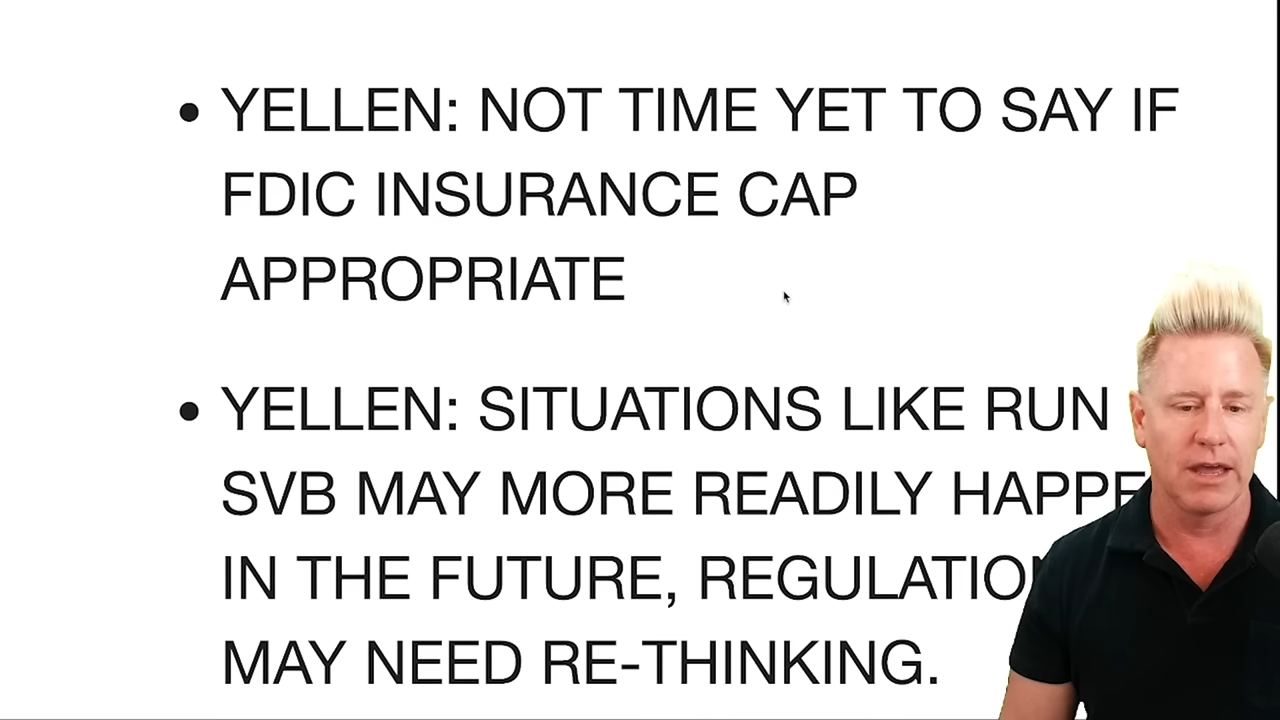 • YELLEN: NOT TIME YET TO SAY IF
FDIC INSURANCE CAP
APPROPRIATE
• YELLEN: SITUATIONS LIKE RUN
SVB MAY MORE READILY
IN THE FUTURE,
MAY NEED RE-THINKING.